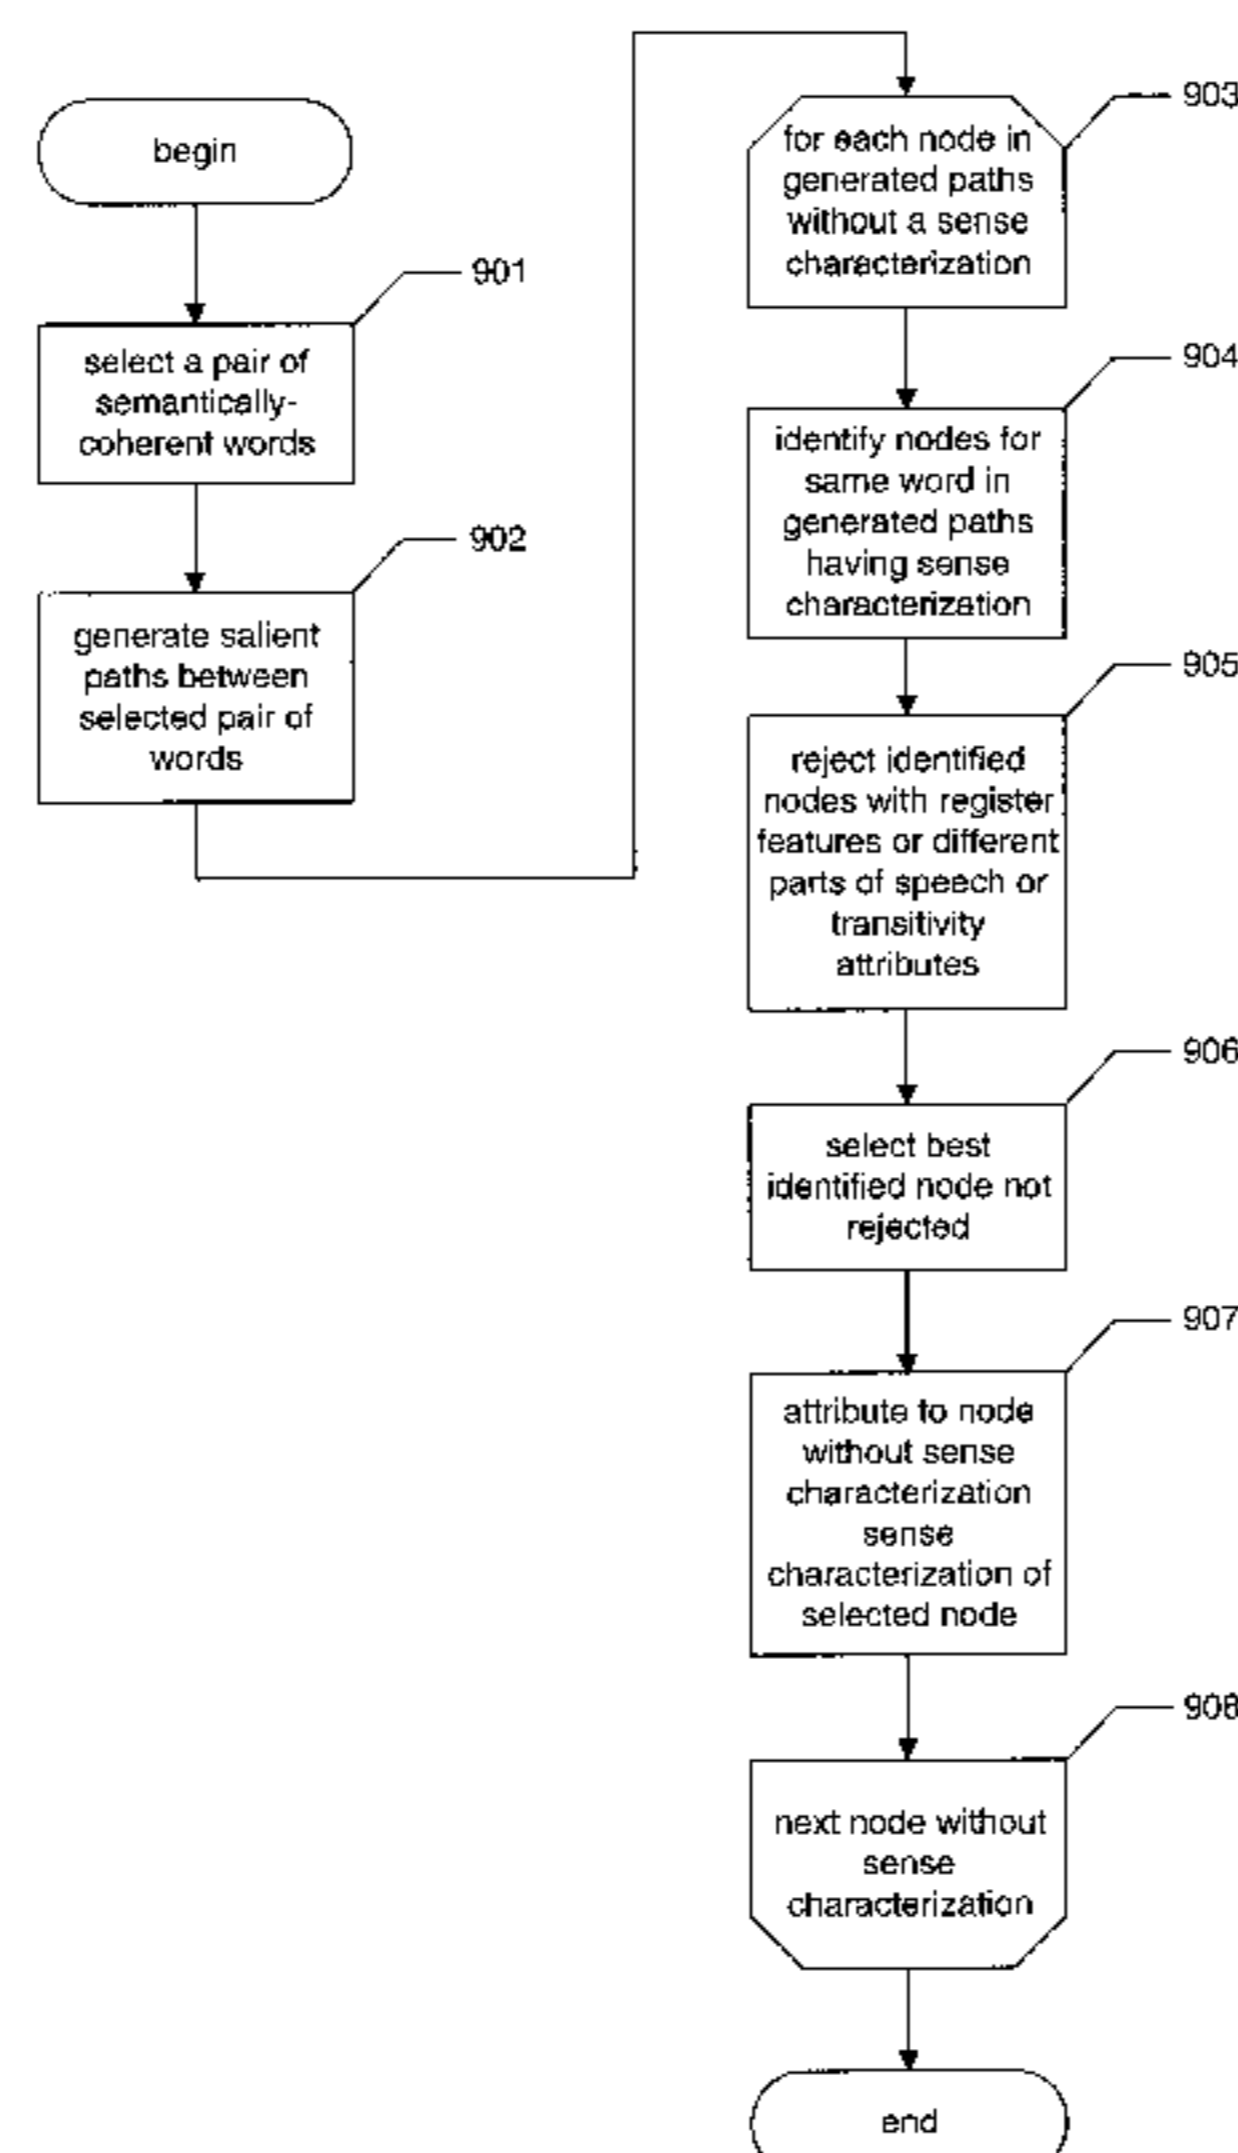 begin
901
select a pair of
semantically-
coherent words
902
generate salient
paths between
selected pair of
words
903
for each node in
generated paths
without a sense
characterization
904
identify nodes for
same word in
generated paths
having sense
characterization
905
reject identified
nodes with register
features or different
parts of speech or
transitivity
attributes
906
select best
identified node not
rejected
907
attribute to node
without sense
characterization
sense
characterization of
selected node
908
next node without
sense
characterization
end